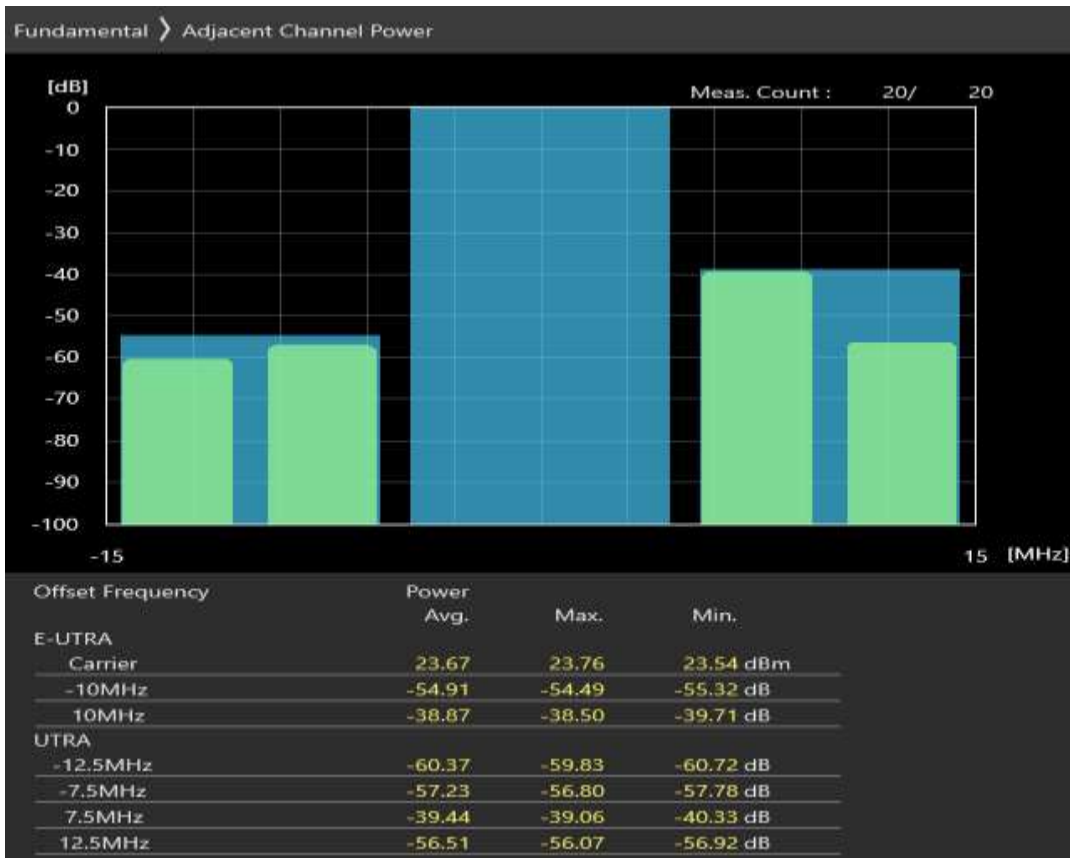 Fundamental 〉 Adjacent Channel Power
[dB]
Meas. Count : 20/ 20
0
-10
-20
-30
-40
-50
-60
-70
-80
-90
-100
-15 15 [MHz]
Offset Frequency Power
Avg. Max. Min.
E-UTRA
Carrier 23.67 23.76 23.54 dBm
-10MHz -54.91 -54.49 -55.32 dB
10MHz -38.87 -38.50 -39.71 dB
UTRA
-12.5MHz -60.37 -59.83 -60.72 dB
-7.5MHz -57.23 -56.80 -57.78 dB
7.5MHz -39.44 -39.06 -40.33 dB
12.5MHz -56.51 -56.07 -56.92 dB